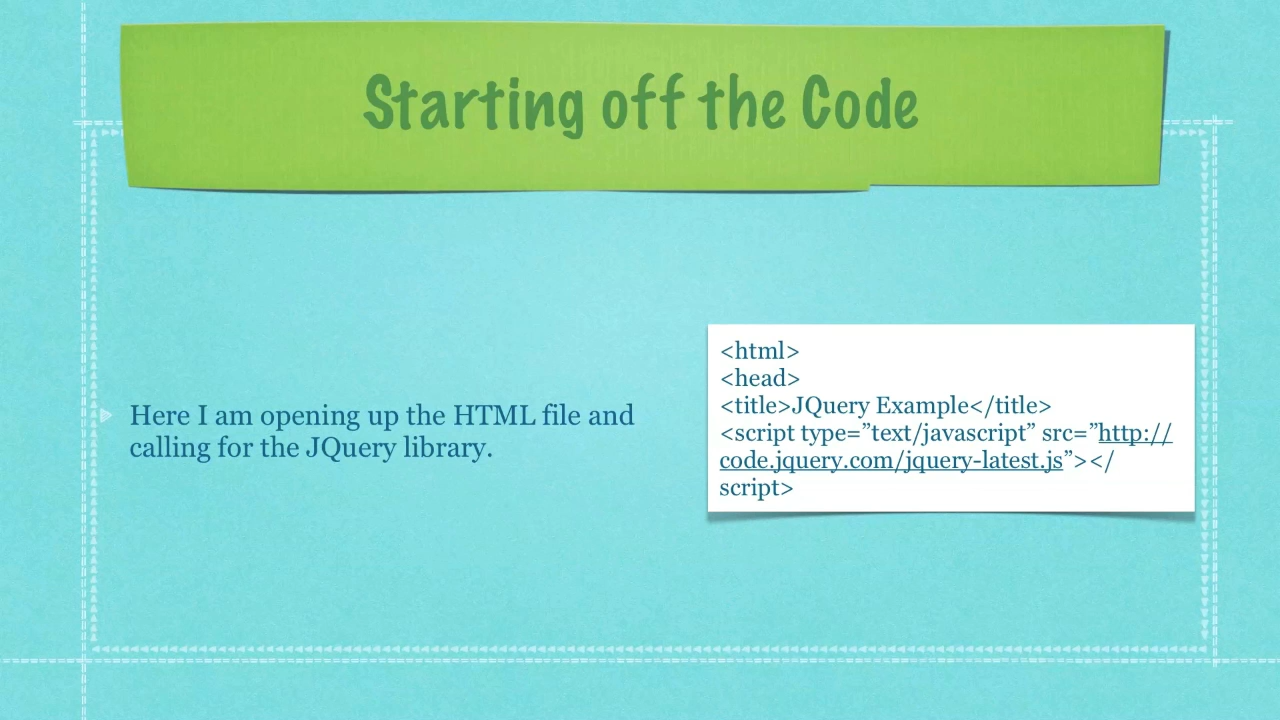 Starting off the Code
Here I am opening up the HTML file and
calling for the JQuery library.
<html>
<head>
<title>JQuery Example</title>
<script type=”text/javascript” src=”http://
code.jquery.com/jquery-latest.js”></
script>